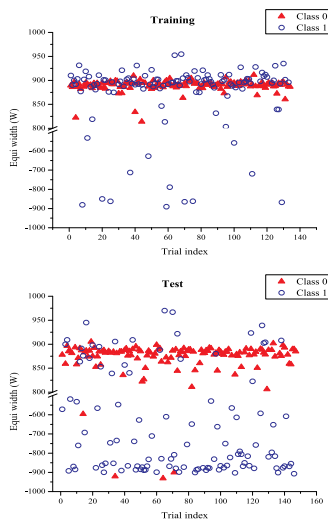 Training
Class 0
Class 1
1000
950
900
850
800
-500
-600
-700
-800
-900
-1000
Equi width (W)
0 20 40 60 80 100 120 140
Trial index
Test
Class 0
Class 1
1000
950
900
850
800
-500
-600
-700
-800
-900
-1000
Equi width (W)
0 20 40 60 80 100 120 140 160
Trial index